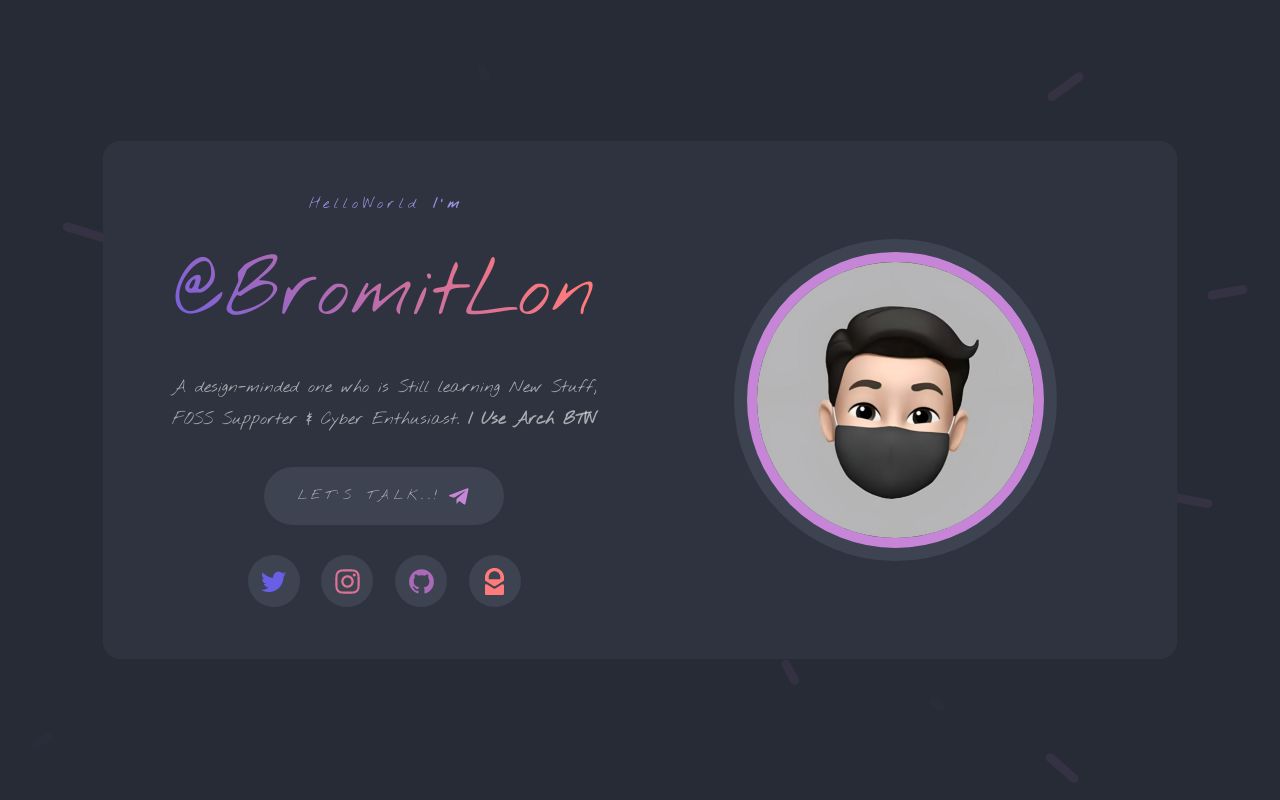 HelloWorld I'm
@BromitLon
A design-minded one who is Still learning New Stuff,
FOSS Supporter & Cyber Enthusiast. I Use Arch BTW
LET'S TALK..!